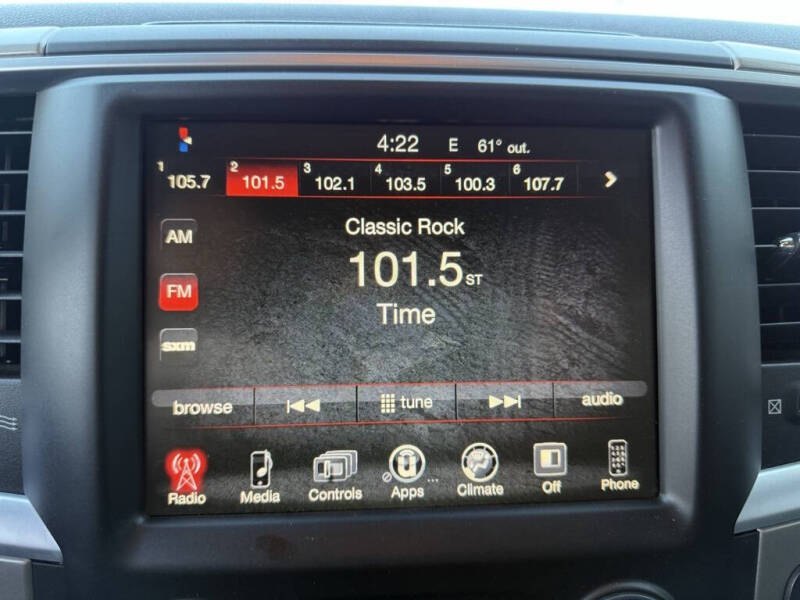 4:22 E 61° out.
1 105.7 2 101.5 3 102.1 4 103.5 5 100.3 6 107.7
AM
Classic Rock
101.5 ST
FM
Time
sxm
browse tune audio
Radio Media Controls Apps ... Climate Off Phone